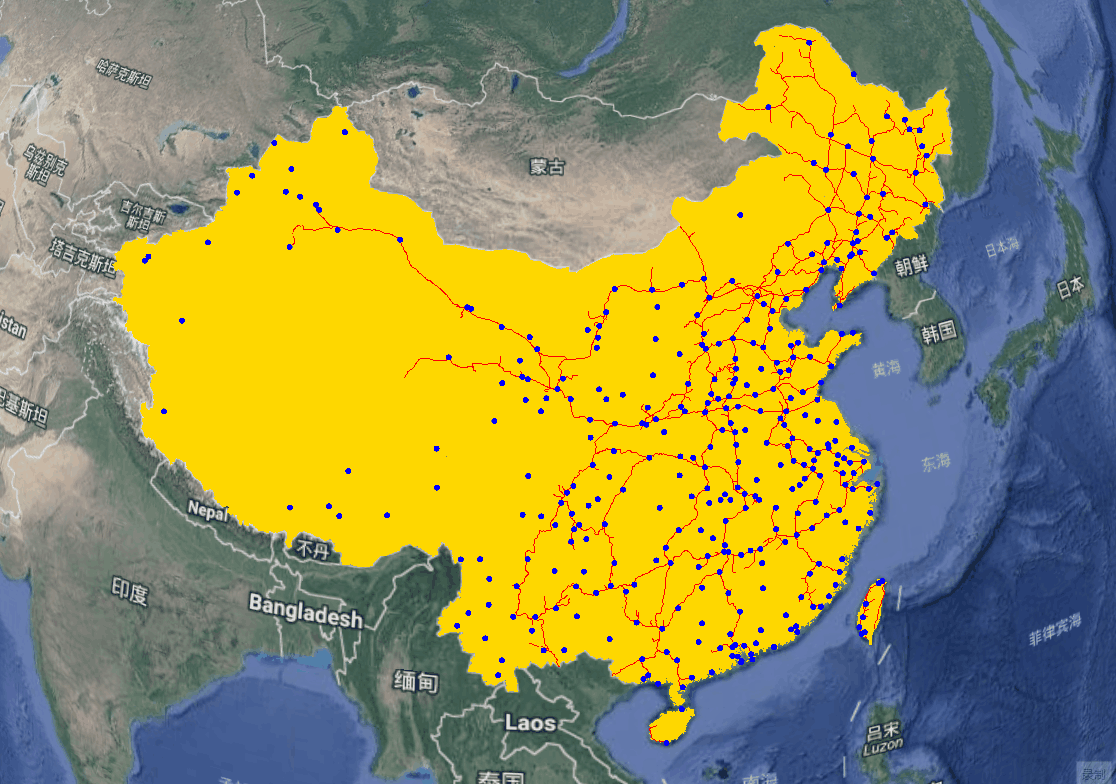 哈萨克斯坦
乌兹别克
斯坦
吉尔吉斯
斯坦
塔吉克斯坦
istan
巴基斯坦
蒙古
朝鲜
韩国
日本
日本海
黄海
东海
Nepal
不丹
印度
Bangladesh
缅甸
Laos
泰国
吕宋
Luzon
菲律宾海
南海